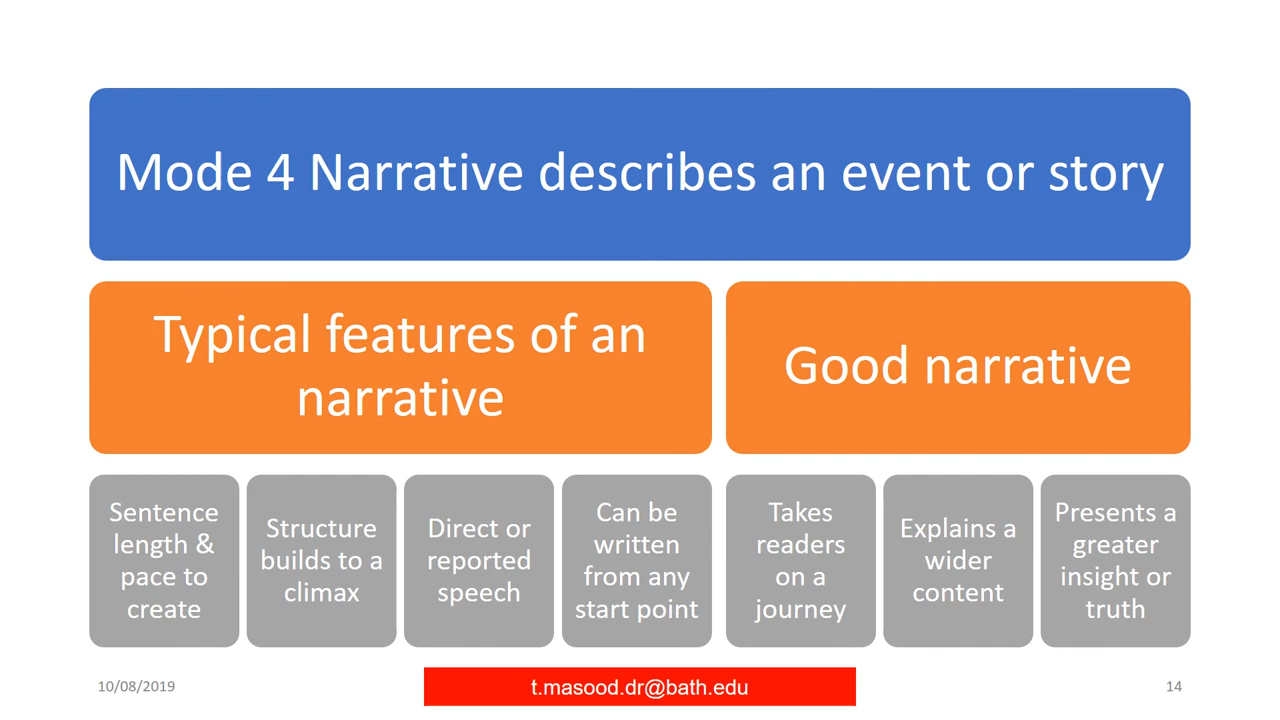 Mode 4 Narrative describes an event or story
Typical features of an
narrative
Good narrative
Sentence
length &
pace to
create
Structure
builds to a
climax
Direct or
reported
speech
Can be
written
from any
start point
Takes
readers
on a
journey
Explains a
wider
content
Presents a
greater
insight or
truth
10/08/2019
t.masood.dr@bath.edu
14